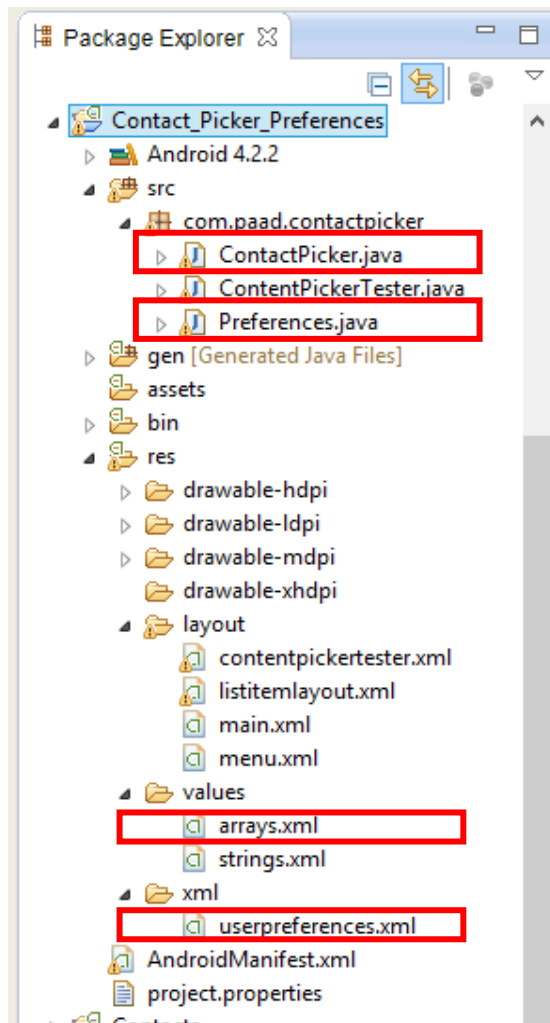 Package Explorer
Contact_Picker_Preferences
Android 4.2.2
src
com.paad.contactpicker
ContactPicker.java
ContentPickerTester.java
Preferences.java
gen [Generated Java Files]
assets
bin
res
drawable-hdpi
drawable-ldpi
drawable-mdpi
drawable-xhdpi
layout
contentpickertester.xml
listitemlayout.xml
main.xml
menu.xml
values
arrays.xml
strings.xml
xml
userpreferences.xml
AndroidManifest.xml
project.properties